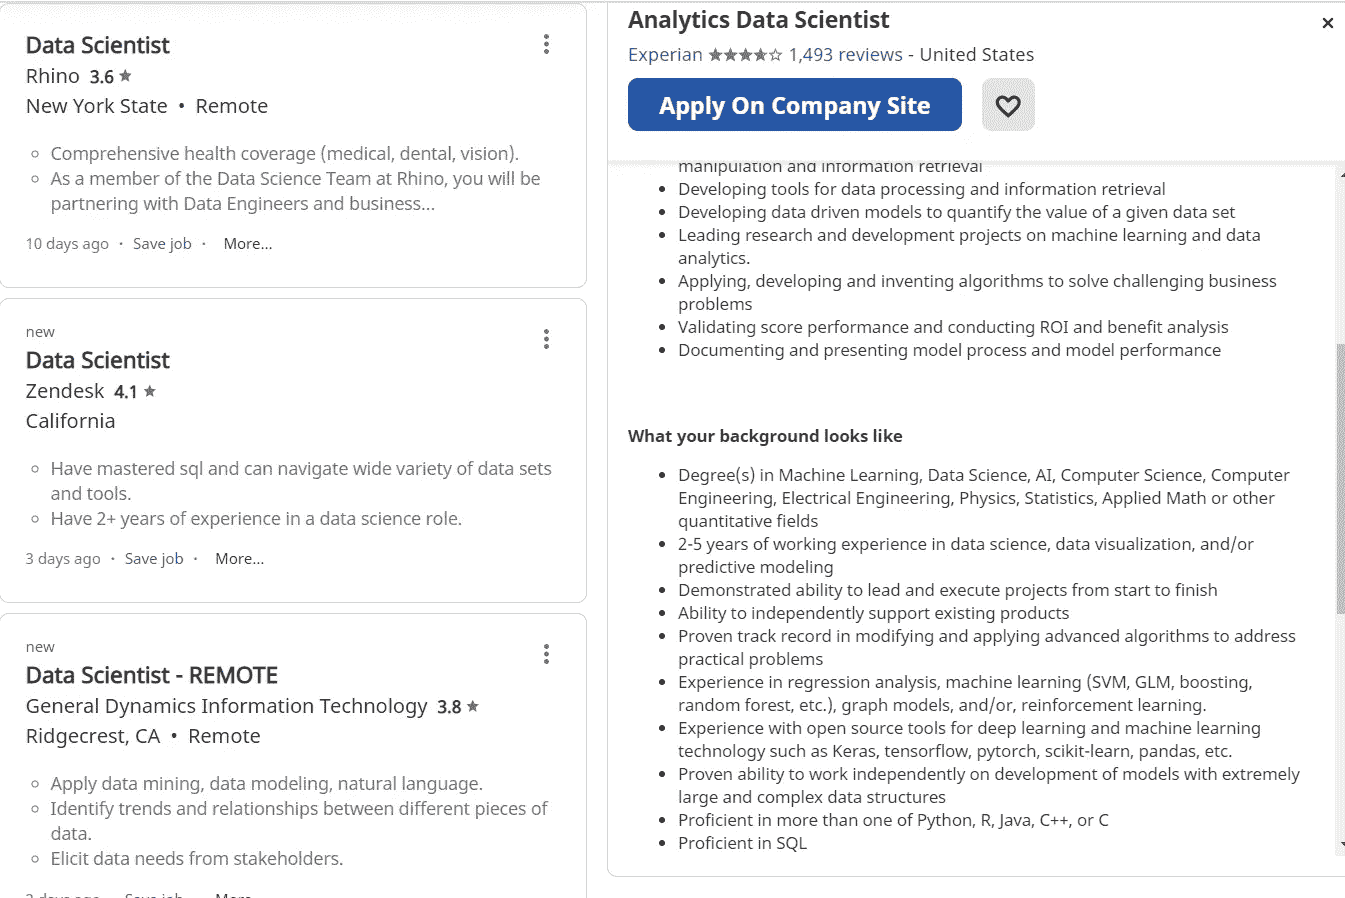 Data Scientist
Rhino 3.6 ★
New York State • Remote
Comprehensive health coverage (medical, dental, vision).
As a member of the Data Science Team at Rhino, you will be
partnering with Data Engineers and business...
10 days ago · Save job · More...
new
Data Scientist
Zendesk 4.1 ★
California
Have mastered sql and can navigate wide variety of data sets
and tools.
Have 2+ years of experience in a data science role.
3 days ago · Save job · More...
new
Data Scientist - REMOTE
General Dynamics Information Technology 3.8 ★
Ridgecrest, CA • Remote
Apply data mining, data modeling, natural language.
Identify trends and relationships between different pieces of
data.
Elicit data needs from stakeholders.
days ago · Save job · More...
Analytics Data Scientist
Experian 1,493 reviews - United States
Apply On Company Site
manipulation and information retrieval
Developing tools for data processing and information retrieval
Developing data driven models to quantify the value of a given data set
Leading research and development projects on machine learning and data
analytics.
Applying, developing and inventing algorithms to solve challenging business
problems
Validating score performance and conducting ROI and benefit analysis
Documenting and presenting model process and model performance
What your background looks like
Degree(s) in Machine Learning, Data Science, AI, Computer Science, Computer
Engineering, Electrical Engineering, Physics, Statistics, Applied Math or other
quantitative fields
2-5 years of working experience in data science, data visualization, and/or
predictive modeling
Demonstrated ability to lead and execute projects from start to finish
Ability to independently support existing products
Proven track record in modifying and applying advanced algorithms to address
practical problems
Experience in regression analysis, machine learning (SVM, GLM, boosting,
random forest, etc.), graph models, and/or, reinforcement learning.
Experience with open source tools for deep learning and machine learning
technology such as Keras, tensorflow, pytorch, scikit-learn, pandas, etc.
Proven ability to work independently on development of models with extremely
large and complex data structures
Proficient in more than one of Python, R, Java, C++, or C
Proficient in SQL